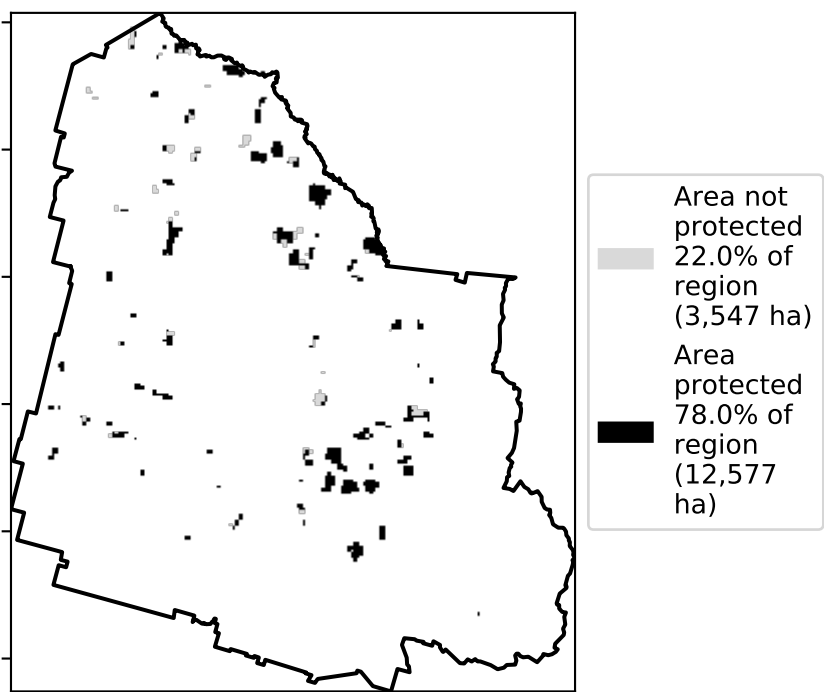 Area not
protected
22.0% of
region
(3,547 ha)
Area
protected
78.0% of
region
(12,577
ha)